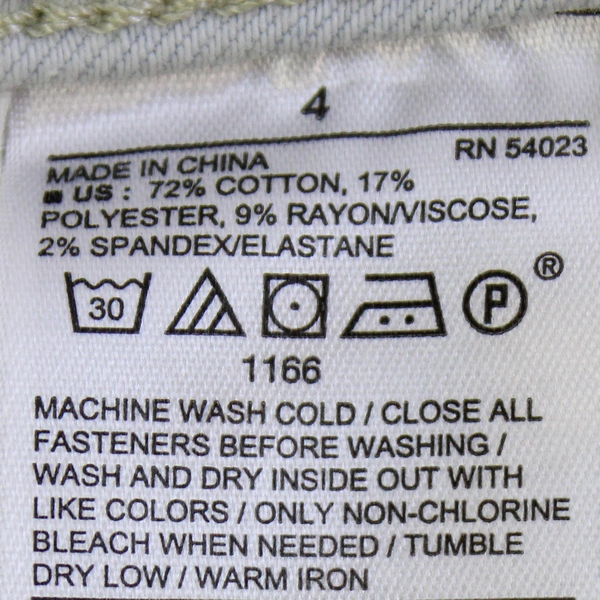 4
RN 54023
MADE IN CHINA
US : 72% COTTON, 17%
POLYESTER, 9% RAYON/VISCOSE,
2% SPANDEX/ELASTANE
30 P ®
1166
MACHINE WASH COLD / CLOSE ALL
FASTENERS BEFORE WASHING /
WASH AND DRY INSIDE OUT WITH
LIKE COLORS / ONLY NON-CHLORINE
BLEACH WHEN NEEDED / TUMBLE
DRY LOW / WARM IRON